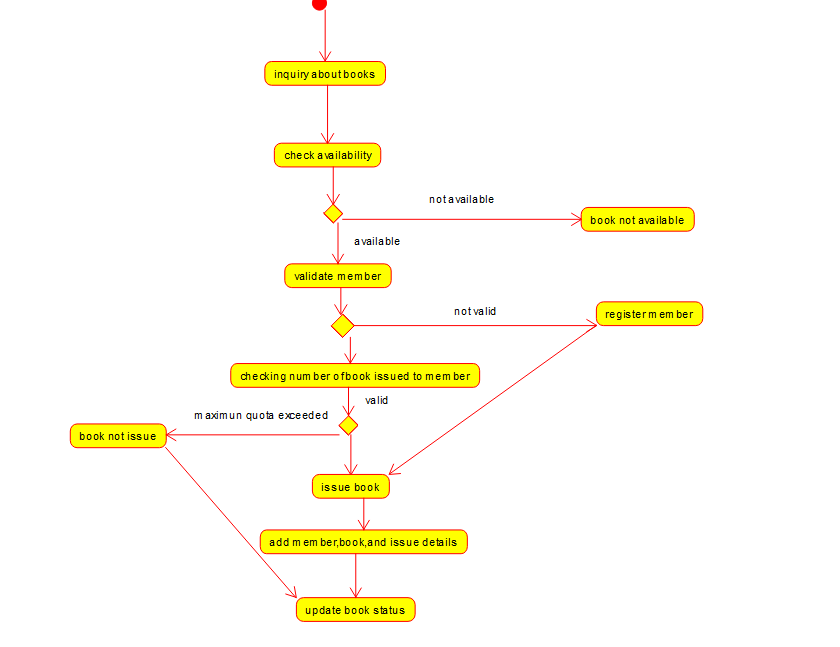 inquiry about books
check availability
not available
book not available
available
validate member
not valid
register member
checking number of book issued to member
valid
maximun quota exceeded
book not issue
issue book
add member,book,and issue details
update book status